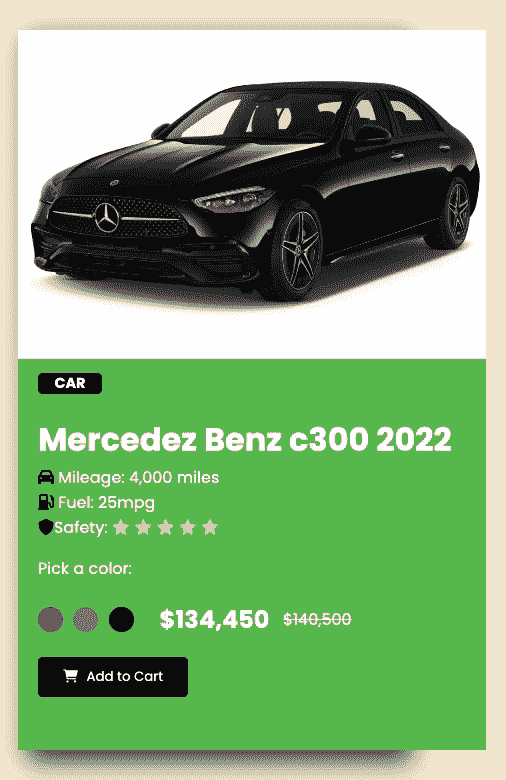 CAR
Mercedez Benz c300 2022
Mileage: 4,000 miles
Fuel: 25mpg
Safety:
Pick a color:
$134,450 $140,500
Add to Cart